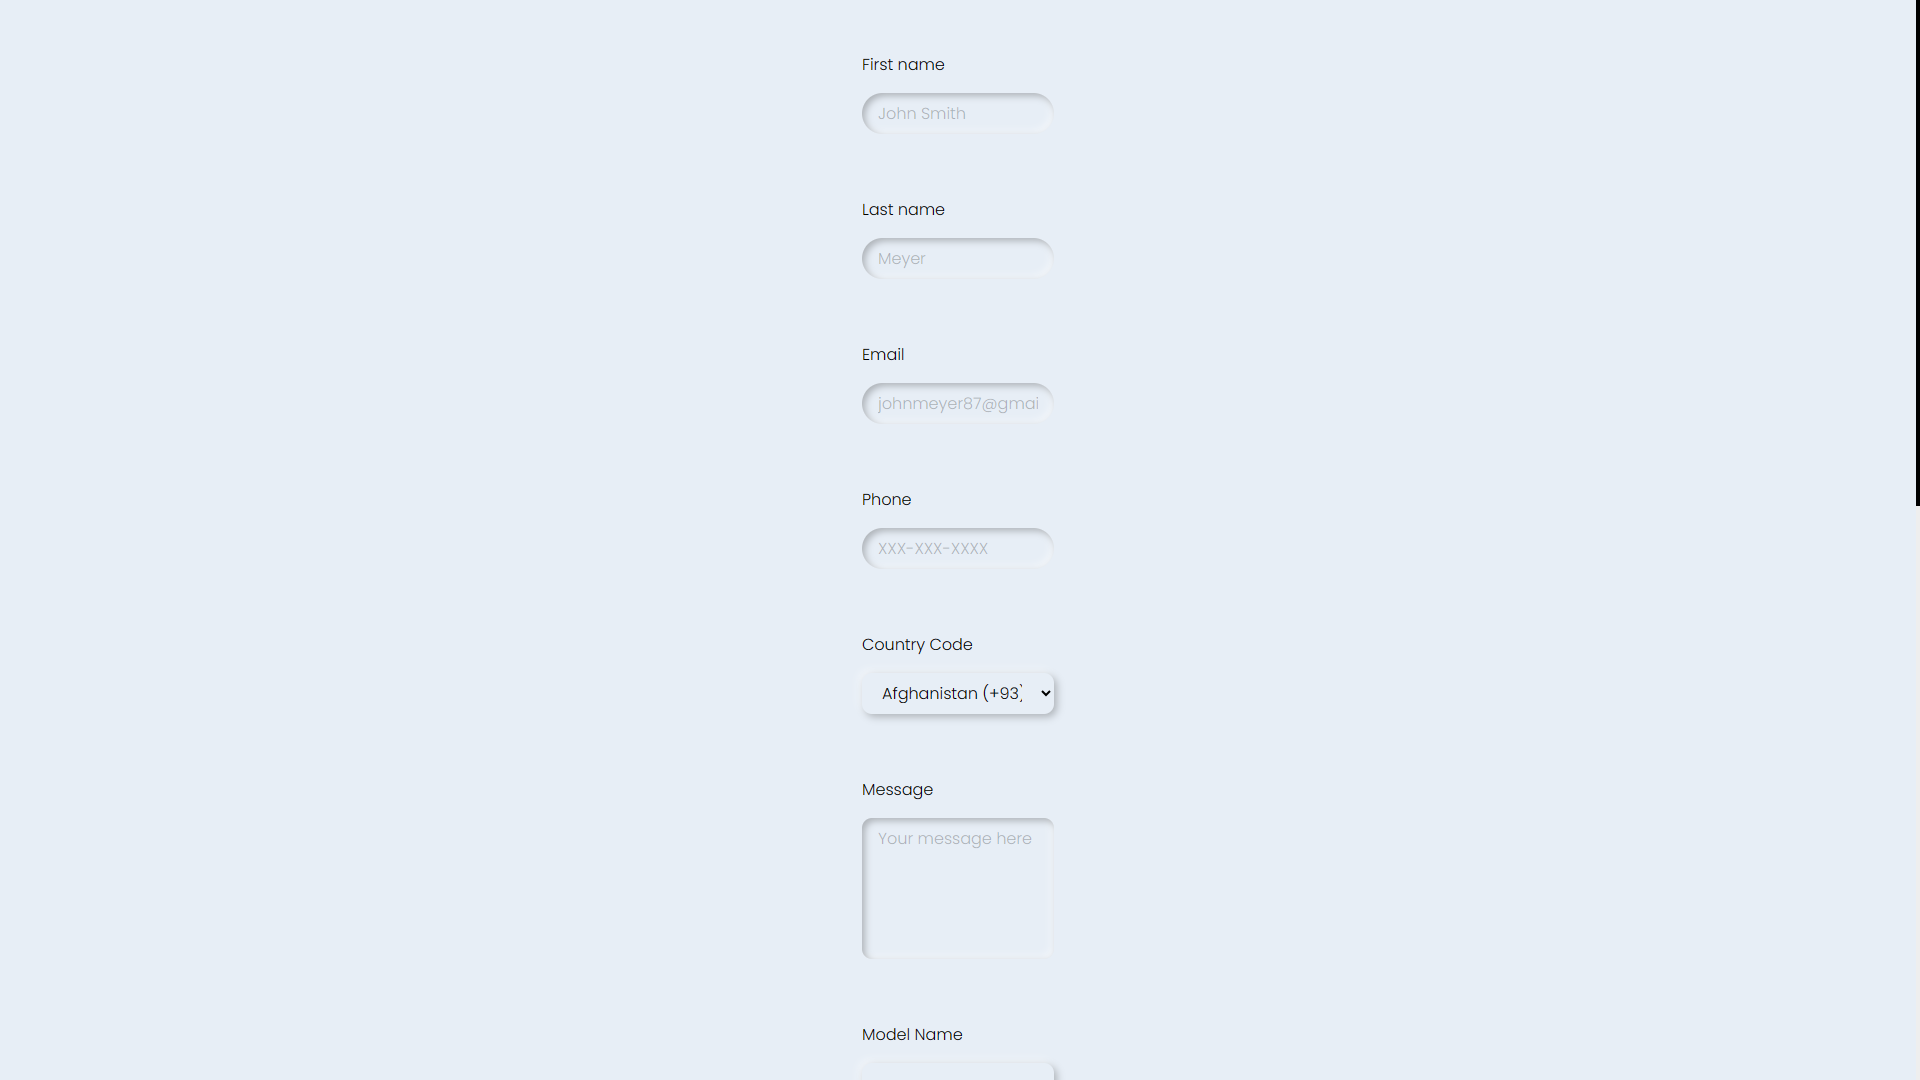 First name
John Smith
Last name
Meyer
Email
johnmeyer87@gmai
Phone
XXX-XXX-XXXX
Country Code
Afghanistan (+93)
Message
Your message here
Model Name